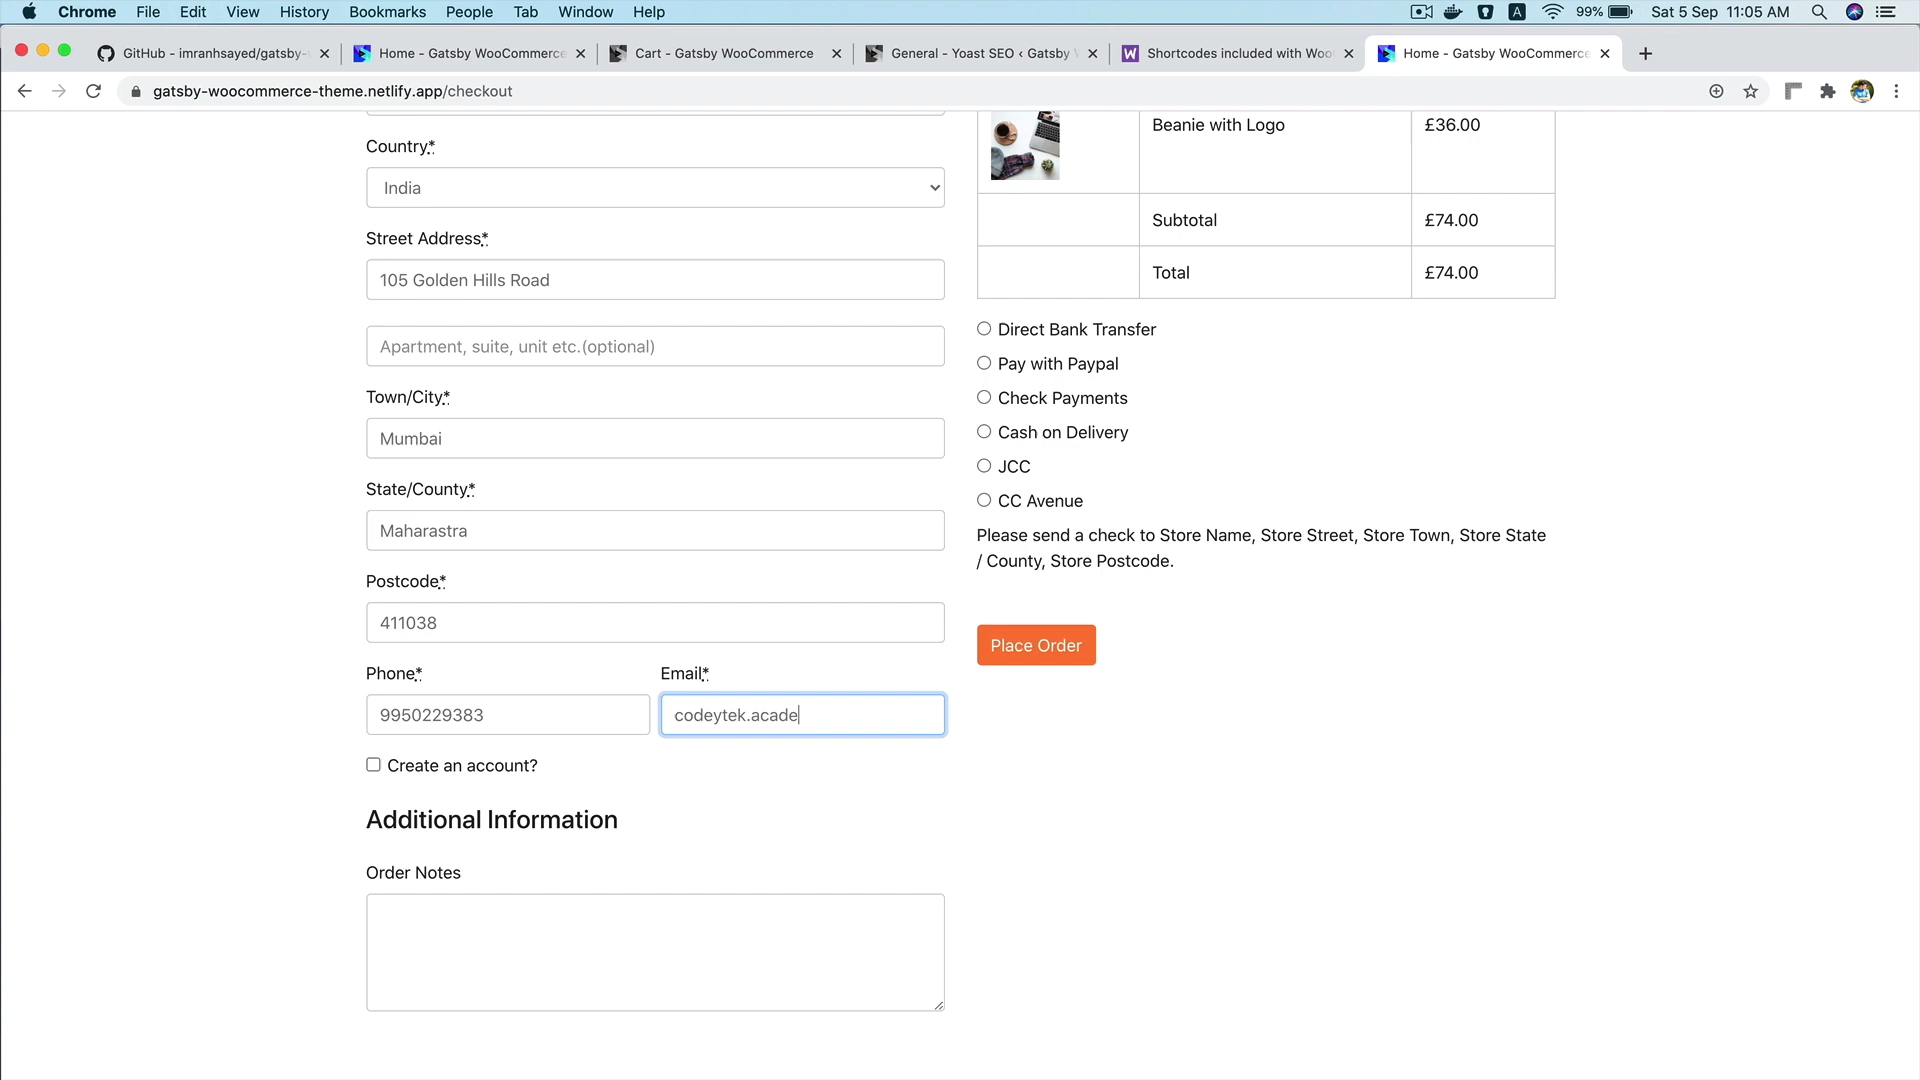 Chrome File Edit View History Bookmarks People Tab Window Help A 99% Sat 5 Sep 11:05 AM
GitHub - imranhsayed/gatsby- Home - Gatsby WooCommerce Cart - Gatsby WooCommerce General - Yoast SEO ‹ Gatsby Shortcodes included with Woo Home - Gatsby WooCommerce
gatsby-woocommerce-theme.netlify.app/checkout
Country*
India
Street Address*
105 Golden Hills Road
Apartment, suite, unit etc.(optional)
Town/City*
Mumbai
State/County*
Maharastra
Postcode*
411038
Phone* Email*
9950229383 codeytek.acade
Create an account?
Additional Information
Order Notes
Beanie with Logo £36.00
Subtotal £74.00
Total £74.00
Direct Bank Transfer
Pay with Paypal
Check Payments
Cash on Delivery
JCC
CC Avenue
Please send a check to Store Name, Store Street, Store Town, Store State
/ County, Store Postcode.
Place Order